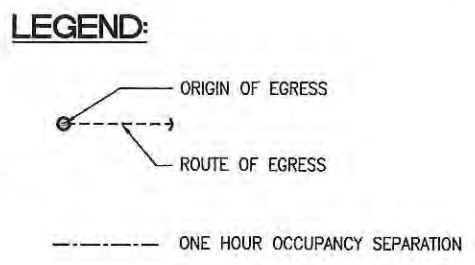 LEGEND:
ORIGIN OF EGRESS
ROUTE OF EGRESS
ONE HOUR OCCUPANCY SEPARATION